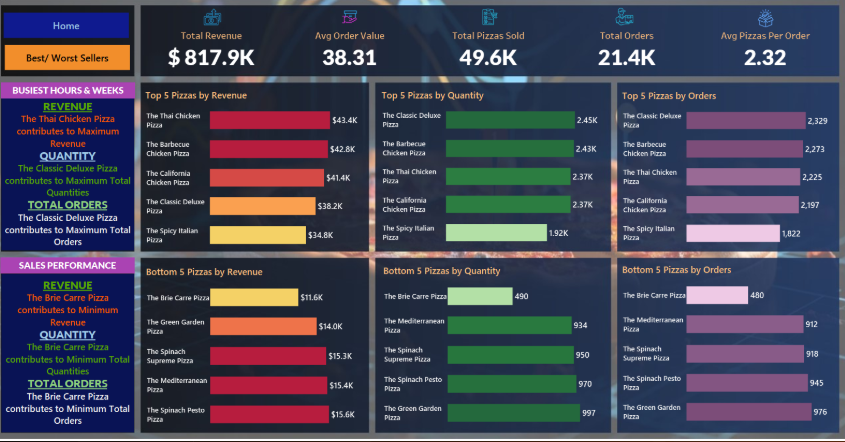 Home
Best/ Worst Sellers
Total Revenue
$ 817.9K
Avg Order Value
38.31
Total Pizzas Sold
49.6K
Total Orders
21.4K
Avg Pizzas Per Order
2.32
BUSIEST HOURS & WEEKS
REVENUE
The Thai Chicken Pizza
contributes to Maximum
Revenue
QUANTITY
The Classic Deluxe Pizza
contributes to Maximum Total
Quantities
TOTAL ORDERS
The Classic Deluxe Pizza
contributes to Maximum Total
Orders
Top 5 Pizzas by Revenue
The Thai Chicken
Pizza
$43.4K
The Barbecue
Chicken Pizza
$42.8K
The California
Chicken Pizza
$41.4K
The Classic Deluxe
Pizza
$38.2K
The Spicy Italian
Pizza
$34.8K
Top 5 Pizzas by Quantity
The Classic Deluxe
Pizza
2.45K
The Barbecue
Chicken Pizza
2.43K
The Thai Chicken
Pizza
2.37K
The California
Chicken Pizza
2.37K
The Spicy Italian
Pizza
1.92K
Top 5 Pizzas by Orders
The Classic Deluxe
Pizza
2,329
The Barbecue
Chicken Pizza
2,273
The Thai Chicken
Pizza
2,225
The California
Chicken Pizza
2,197
The Spicy Italian
Pizza
1,822
SALES PERFORMANCE
REVENUE
The Brie Carre Pizza
contributes to Minimum
Revenue
QUANTITY
The Brie Carre Pizza
contributes to Minimum Total
Quantities
TOTAL ORDERS
The Brie Carre Pizza
contributes to Minimum Total
Orders
Bottom 5 Pizzas by Revenue
The Brie Carre Pizza
$11.6K
The Green Garden
Pizza
$14.0K
The Spinach
Supreme Pizza
$15.3K
The Mediterranean
Pizza
$15.4K
The Spinach Pesto
Pizza
$15.6K
Bottom 5 Pizzas by Quantity
The Brie Carre Pizza
490
The Mediterranean
Pizza
934
The Spinach
Supreme Pizza
950
The Spinach Pesto
Pizza
970
The Green Garden
Pizza
997
Bottom 5 Pizzas by Orders
The Brie Carre Pizza
480
The Mediterranean
Pizza
912
The Spinach
Supreme Pizza
918
The Spinach Pesto
Pizza
945
The Green Garden
Pizza
976